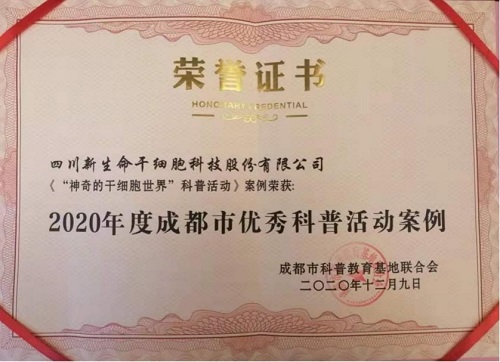 荣誉证书
HONORARY CREDENTIAL
四川新生命干细胞科技股份有限公司
《“神奇的干细胞世界”科普活动》案例荣获:
2020年度成都市优秀科普活动案例
成都市科普教育基地联合会
二〇二〇年十二月九日